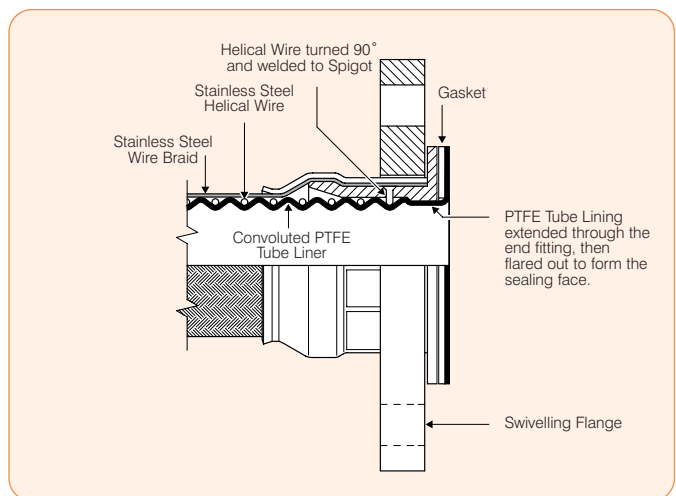 Helical Wire turned 90°
and welded to Spigot
Stainless Steel
Helical Wire
Gasket
Stainless Steel
Wire Braid
Convoluted PTFE
Tube Liner
PTFE Tube Lining
extended through the
end fitting, then
flared out to form the
sealing face.
Swivelling Flange